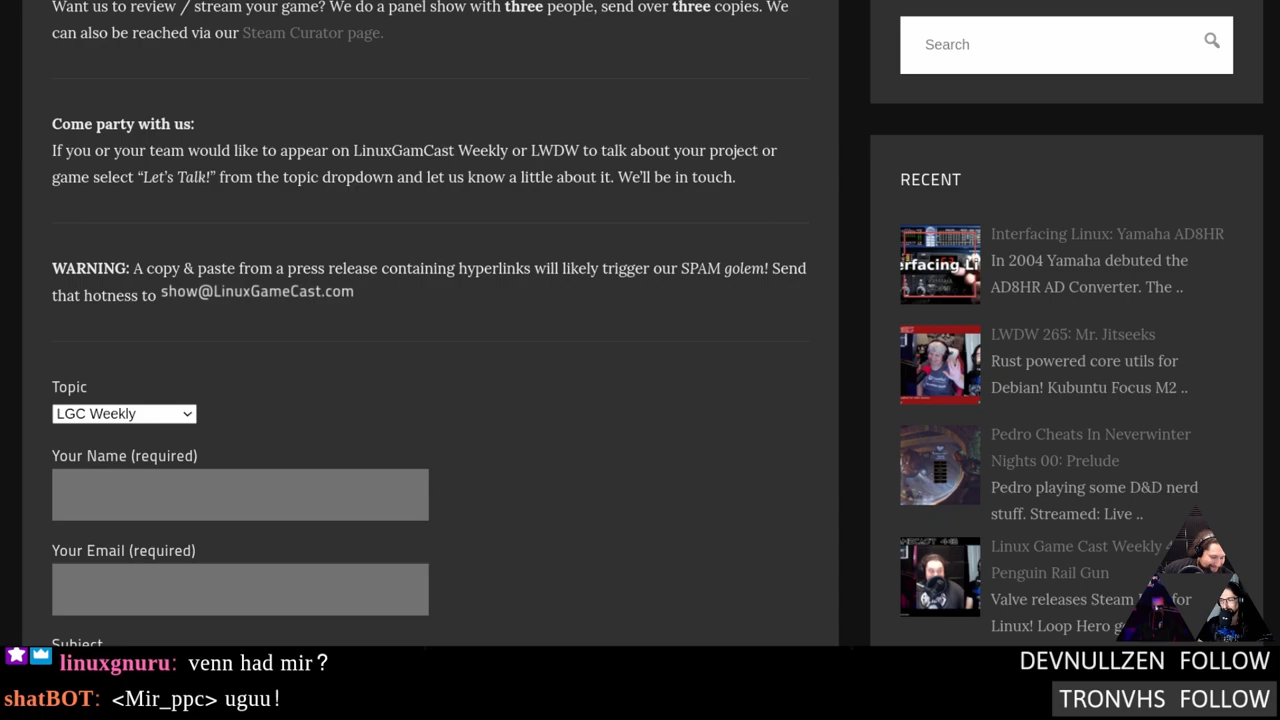 Want us to review / stream your game? We do a panel show with three people, send over three copies. We
can also be reached via our Steam Curator page.
Come party with us:
If you or your team would like to appear on LinuxGamCast Weekly or LWDW to talk about your project or
game select “Let’s Talk!” from the topic dropdown and let us know a little about it. We’ll be in touch.
WARNING: A copy & paste from a press release containing hyperlinks will likely trigger our SPAM golem! Send
that hotness to show@LinuxGameCast.com
Topic
LGC Weekly
Your Name (required)
Your Email (required)
Subject
Search
RECENT
Interfacing Linux: Yamaha AD8HR
In 2004 Yamaha debuted the
AD8HR AD Converter. The ..
LWDW 265: Mr. Jitseeks
Rust powered core utils for
Debian! Kubuntu Focus M2 ..
Pedro Cheats In Neverwinter
Nights 00: Prelude
Pedro playing some D&D nerd
stuff. Streamed: Live ..
Linux Game Cast Weekly
Penguin Rail Gun
Valve releases Steam for
Linux! Loop Hero
linuxgnuru: venn had mir?
shatBOT: <Mir_ppc> uguu!
DEVNULLZEN FOLLOW
TRONVHS FOLLOW